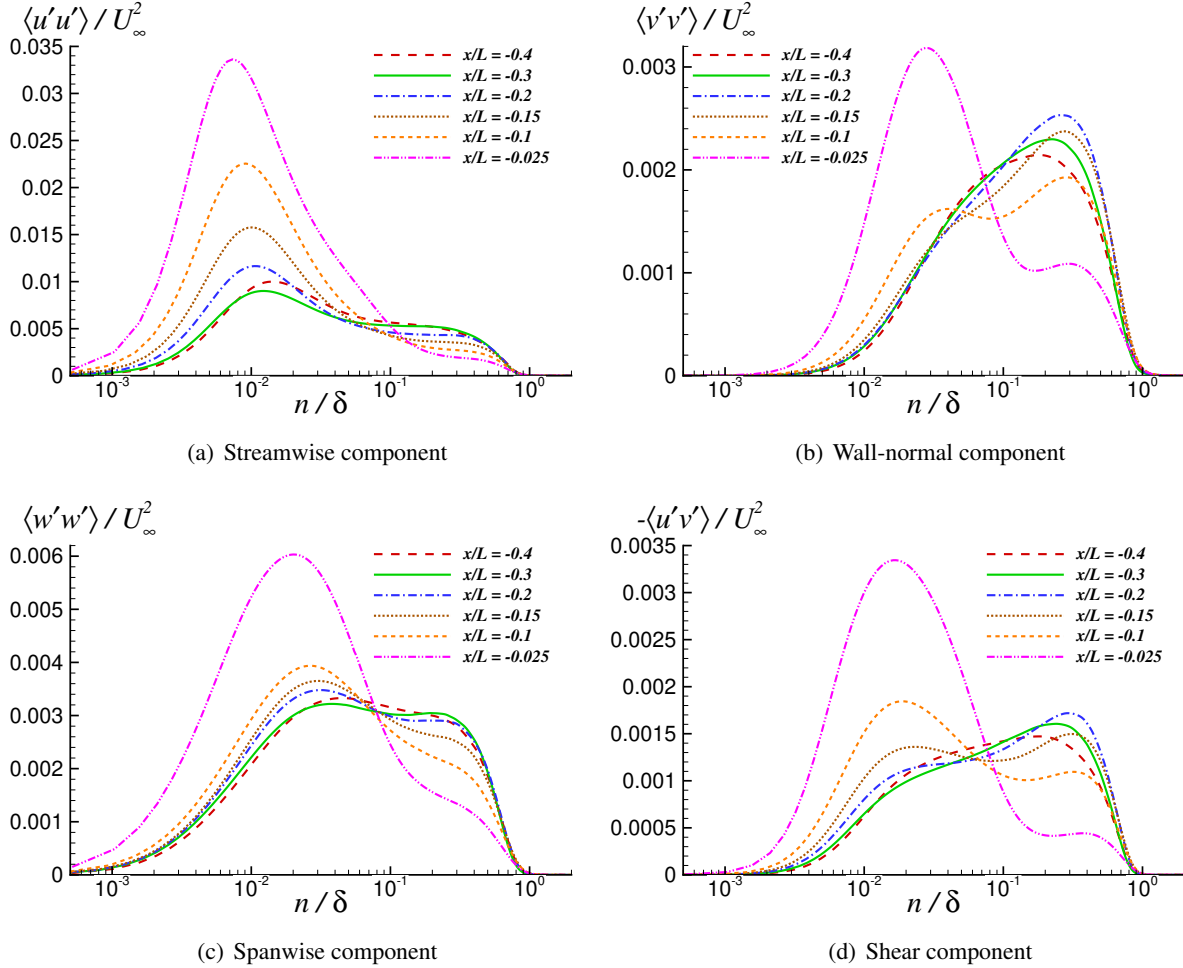 ⟨u′u′⟩ / U∞²
0.035
0.03
0.025
0.02
0.015
0.01
0.005
0
10⁻³ 10⁻² 10⁻¹ 10⁰
n / δ
x/L = -0.4
x/L = -0.3
x/L = -0.2
x/L = -0.15
x/L = -0.1
x/L = -0.025
(a) Streamwise component
⟨v′v′⟩ / U∞²
0.003
0.002
0.001
0
10⁻³ 10⁻² 10⁻¹ 10⁰
n / δ
x/L = -0.4
x/L = -0.3
x/L = -0.2
x/L = -0.15
x/L = -0.1
x/L = -0.025
(b) Wall-normal component
⟨w′w′⟩ / U∞²
0.006
0.005
0.004
0.003
0.002
0.001
0
10⁻³ 10⁻² 10⁻¹ 10⁰
n / δ
x/L = -0.4
x/L = -0.3
x/L = -0.2
x/L = -0.15
x/L = -0.1
x/L = -0.025
(c) Spanwise component
-⟨u′v′⟩ / U∞²
0.0035
0.003
0.0025
0.002
0.0015
0.001
0.0005
0
10⁻³ 10⁻² 10⁻¹ 10⁰
n / δ
x/L = -0.4
x/L = -0.3
x/L = -0.2
x/L = -0.15
x/L = -0.1
x/L = -0.025
(d) Shear component